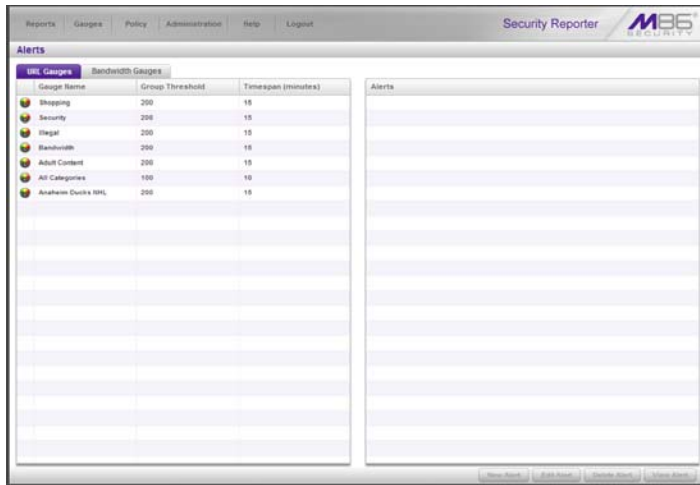 Reports Gauges Policy Administration Help Logout Security Reporter M86 SECURITY
Alerts
URL Gauges Bandwidth Gauges
Gauge Name Group Threshold Timespan (minutes) Alerts
Shopping 200 15
Security 200 15
Illegal 200 15
Bandwidth 200 15
Adult Content 200 15
All Categories 100 10
Anaheim Ducks NHL 200 15
New Alert Edit Alert Delete Alert View Alert